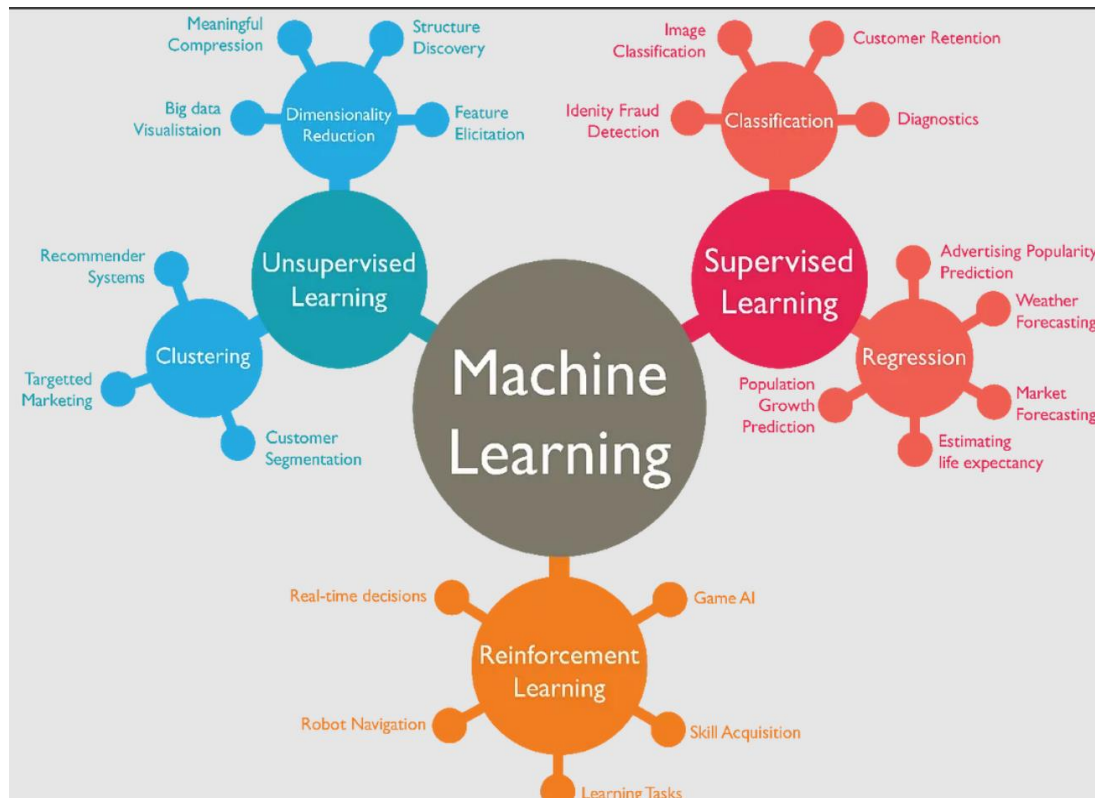 Meaningful
Compression
Structure
Discovery
Big data
Visualistaion
Dimensionality
Reduction
Feature
Elicitation
Image
Classification
Customer Retention
Idenity Fraud
Detection
Classification
Diagnostics
Recommender
Systems
Unsupervised
Learning
Clustering
Targetted
Marketing
Customer
Segmentation
Machine
Learning
Supervised
Learning
Advertising Popularity
Prediction
Weather
Forecasting
Regression
Population
Growth
Prediction
Market
Forecasting
Estimating
life expectancy
Real-time decisions
Game AI
Reinforcement
Learning
Robot Navigation
Skill Acquisition
Learning Tasks